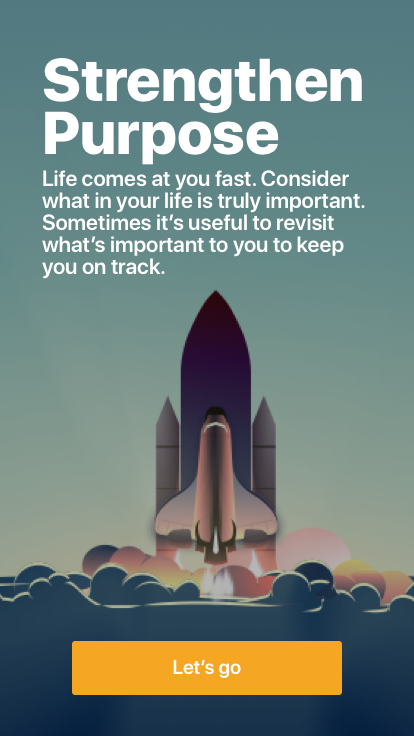 Strengthen
Purpose
Life comes at you fast. Consider
what in your life is truly important.
Sometimes it’s useful to revisit
what’s important to you to keep
you on track.
Let’s go